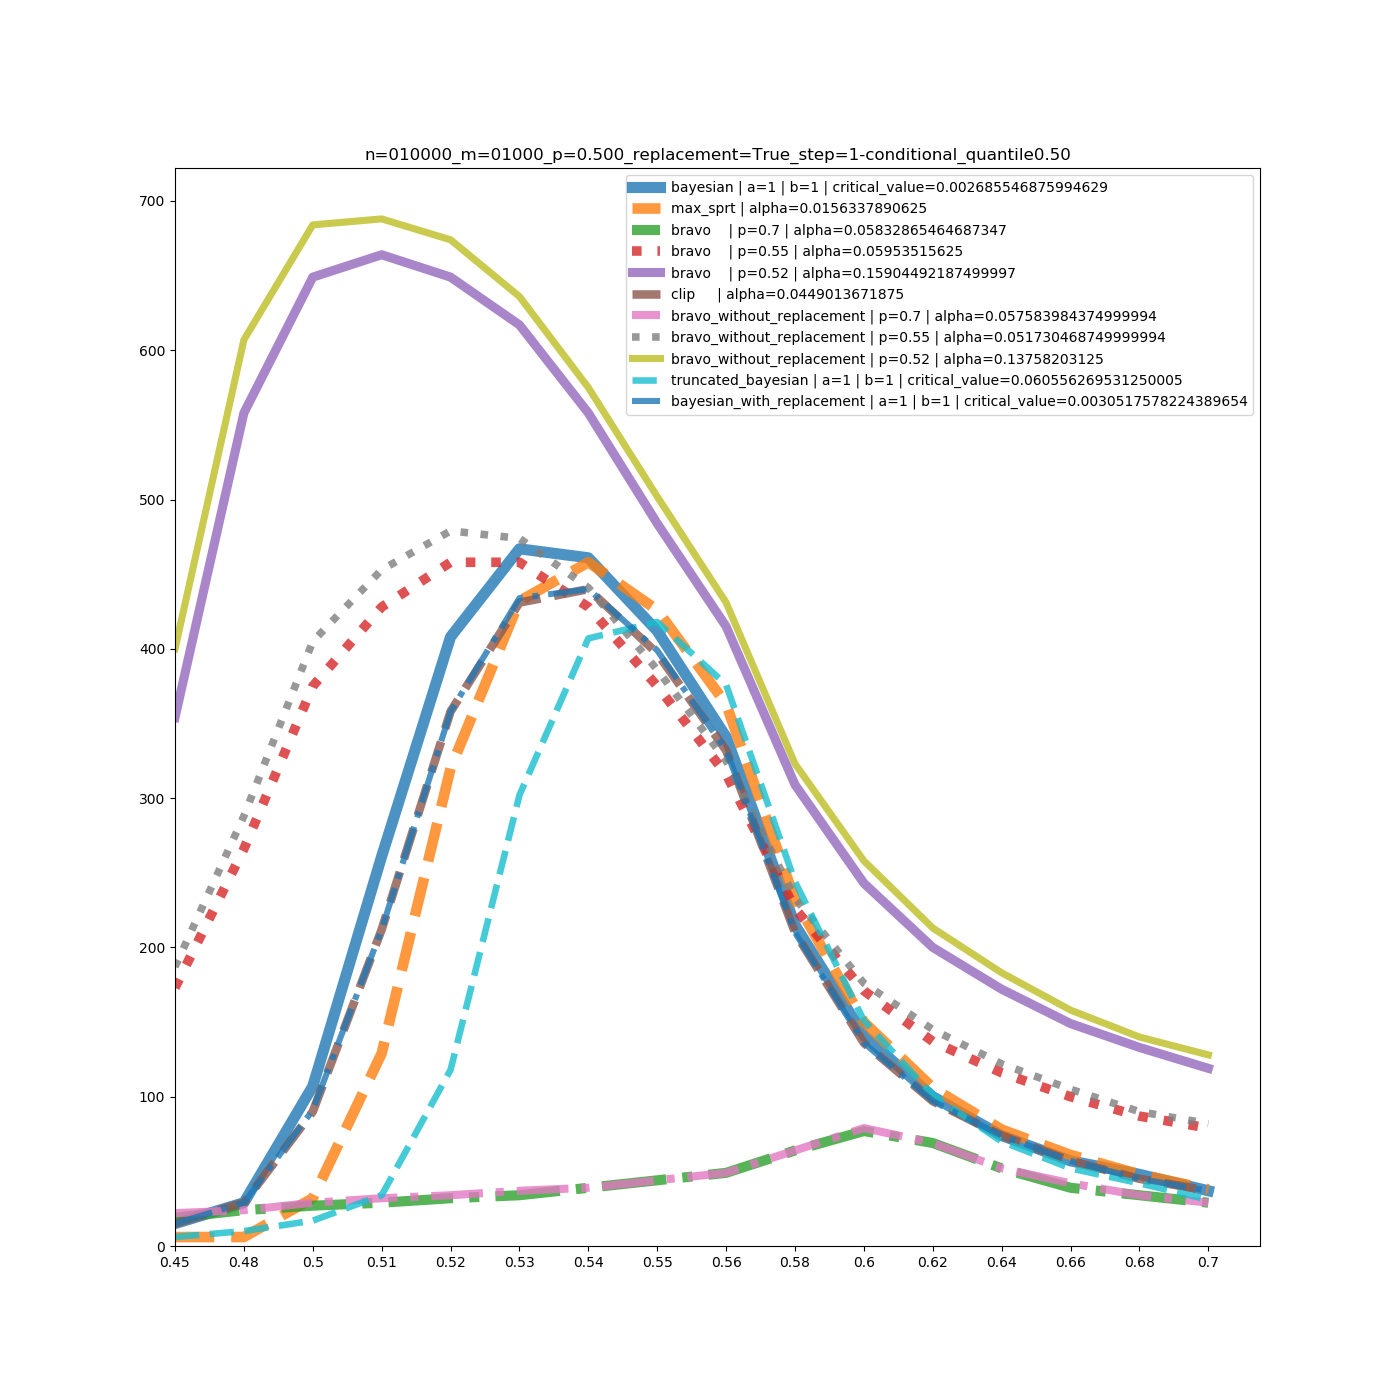 n=010000_m=01000_p=0.500_replacement=True_step=1-conditional_quantile0.50
bayesian | a=1 | b=1 | critical_value=0.002685546875994629
max_sprt | alpha=0.0156337890625
bravo    | p=0.7 | alpha=0.05832865464687347
bravo    | p=0.55 | alpha=0.05953515625
bravo    | p=0.52 | alpha=0.15904492187499997
clip     | alpha=0.0449013671875
bravo_without_replacement | p=0.7 | alpha=0.057583984374999994
bravo_without_replacement | p=0.55 | alpha=0.051730468749999994
bravo_without_replacement | p=0.52 | alpha=0.13758203125
truncated_bayesian | a=1 | b=1 | critical_value=0.060556269531250005
bayesian_with_replacement | a=1 | b=1 | critical_value=0.0030517578224389654
700
600
500
400
300
200
100
0
0.45 0.48 0.5 0.51 0.52 0.53 0.54 0.55 0.56 0.58 0.6 0.62 0.64 0.66 0.68 0.7